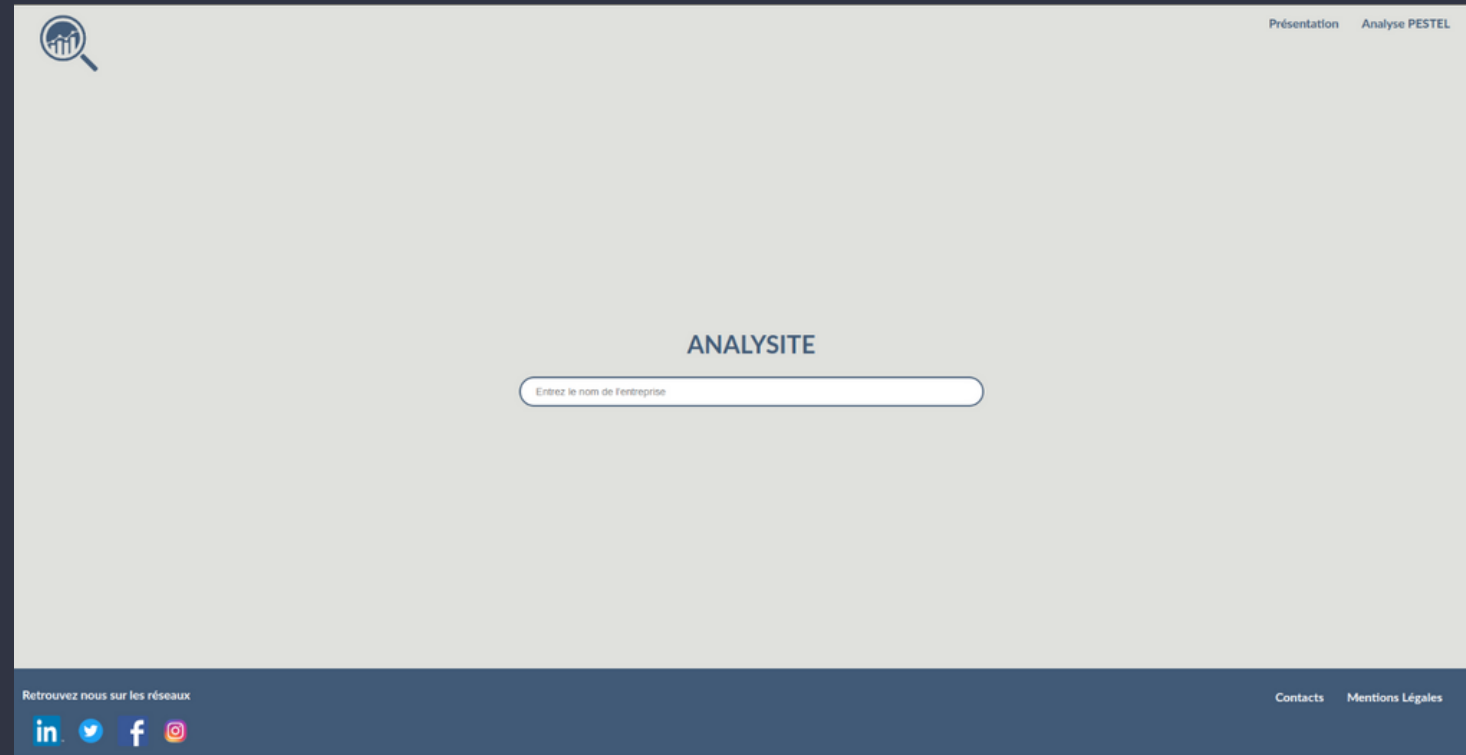 Présentation Analyse PESTEL
ANALYSITE
Entrez le nom de l'entreprise
Retrouvez nous sur les réseaux
Contacts Mentions Légales
in
f